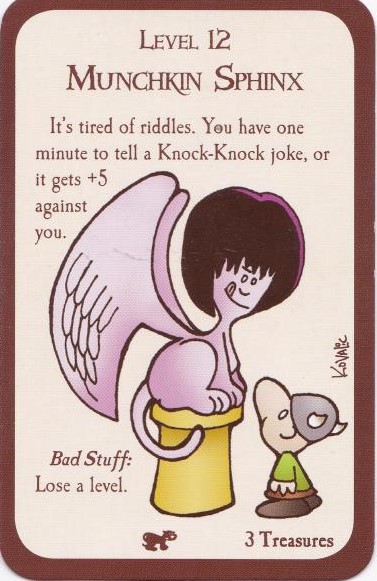 Level 12
Munchkin Sphinx
It's tired of riddles. You have one
minute to tell a Knock-Knock joke, or
it gets +5
against
you.
Kovalic
Bad Stuff:
Lose a level.
3 Treasures